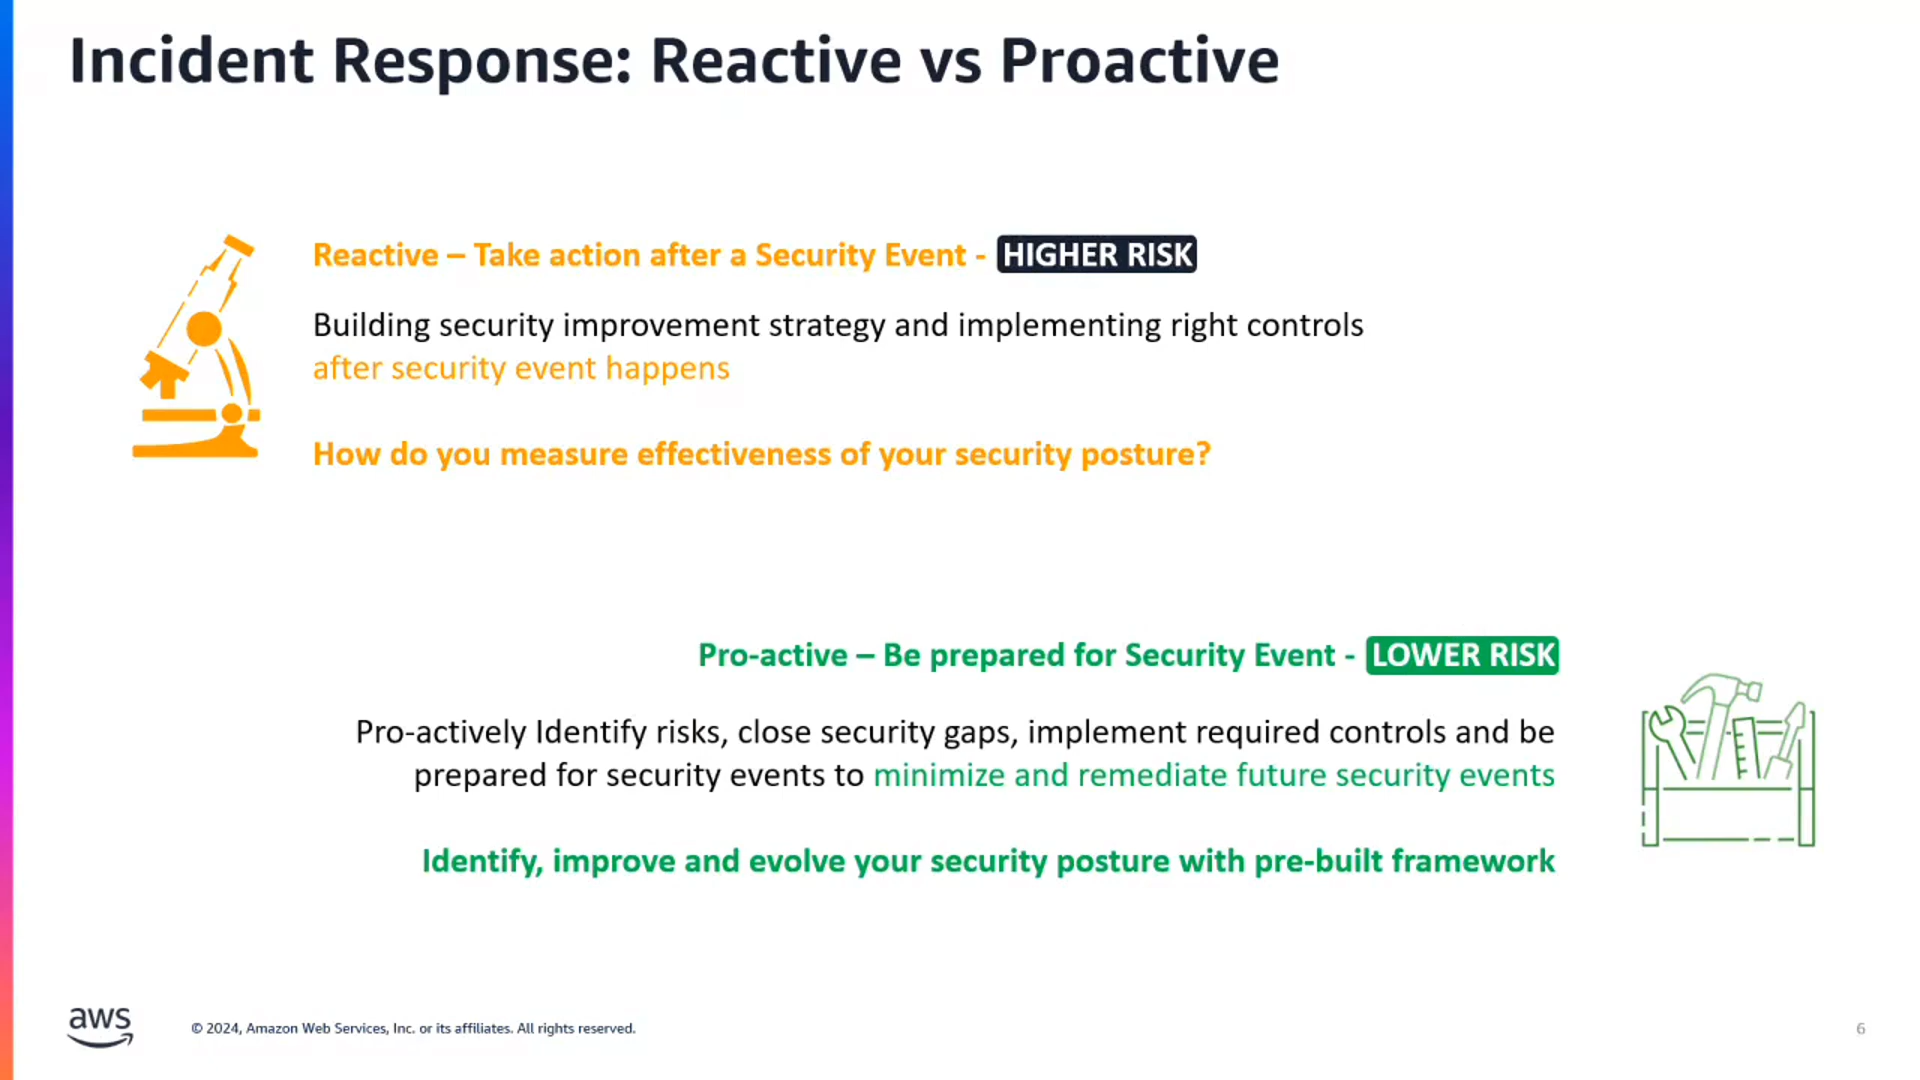 Incident Response: Reactive vs Proactive
Reactive – Take action after a Security Event - HIGHER RISK
Building security improvement strategy and implementing right controls
after security event happens
How do you measure effectiveness of your security posture?
Pro-active – Be prepared for Security Event - LOWER RISK
Pro-actively Identify risks, close security gaps, implement required controls and be
prepared for security events to minimize and remediate future security events
Identify, improve and evolve your security posture with pre-built framework
aws
© 2024, Amazon Web Services, Inc. or its affiliates. All rights reserved.
6